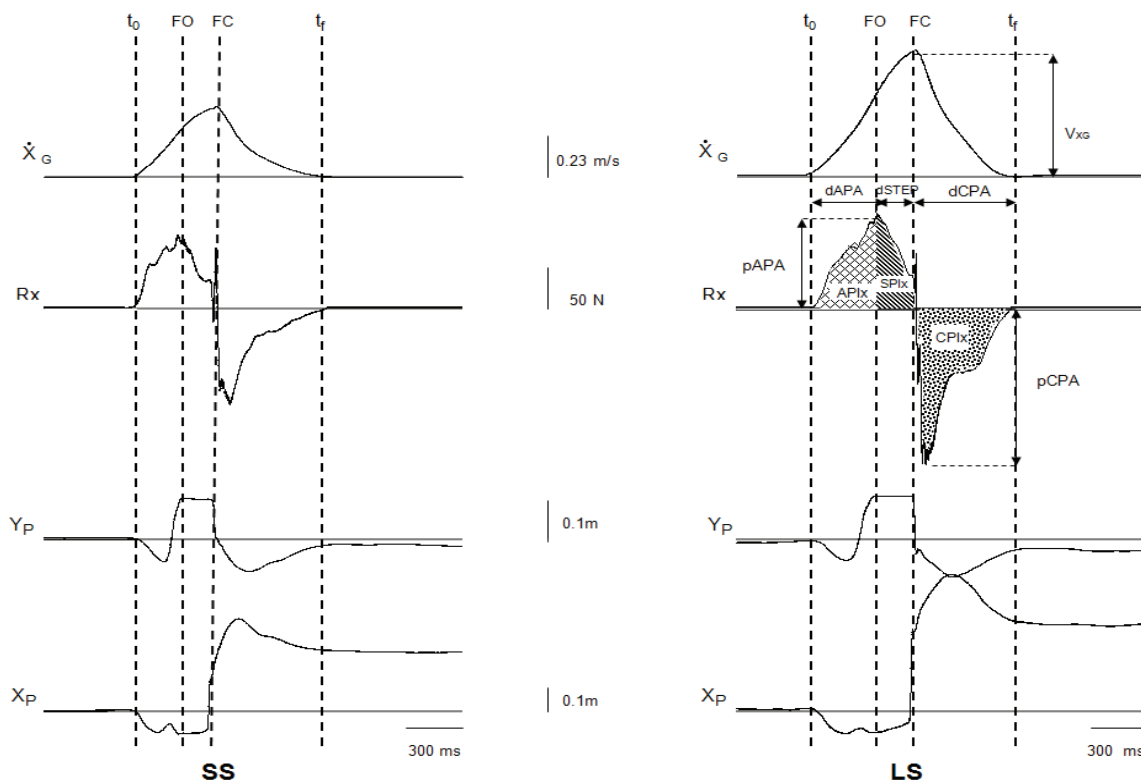 t0 FO FC tf
ẊG
Rx
YP
XP
300 ms
SS
0.23 m/s
50 N
0.1m
0.1m
t0 FO FC tf
ẊG
VXG
dAPA dSTEP dCPA
pAPA
Rx
APIx
SPIx
CPIx
pCPA
YP
XP
300 ms
LS